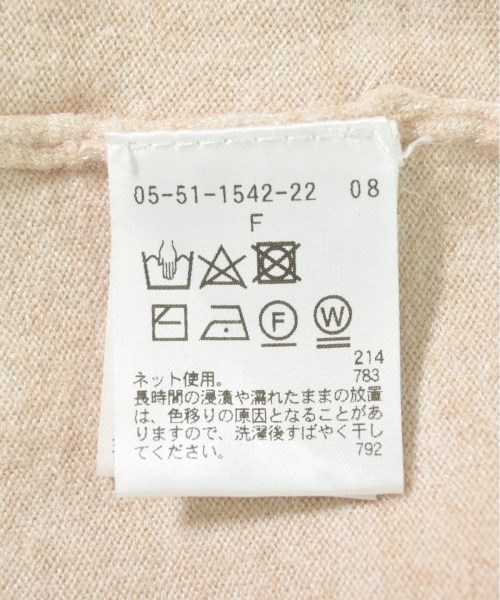 05-51-1542-22 08
F
F W
214
ネット使用。 783
長時間の浸漬や濡れたままの放置
は、色移りの原因となることがあ
りますので、洗濯後すばやく干し
てください。 792